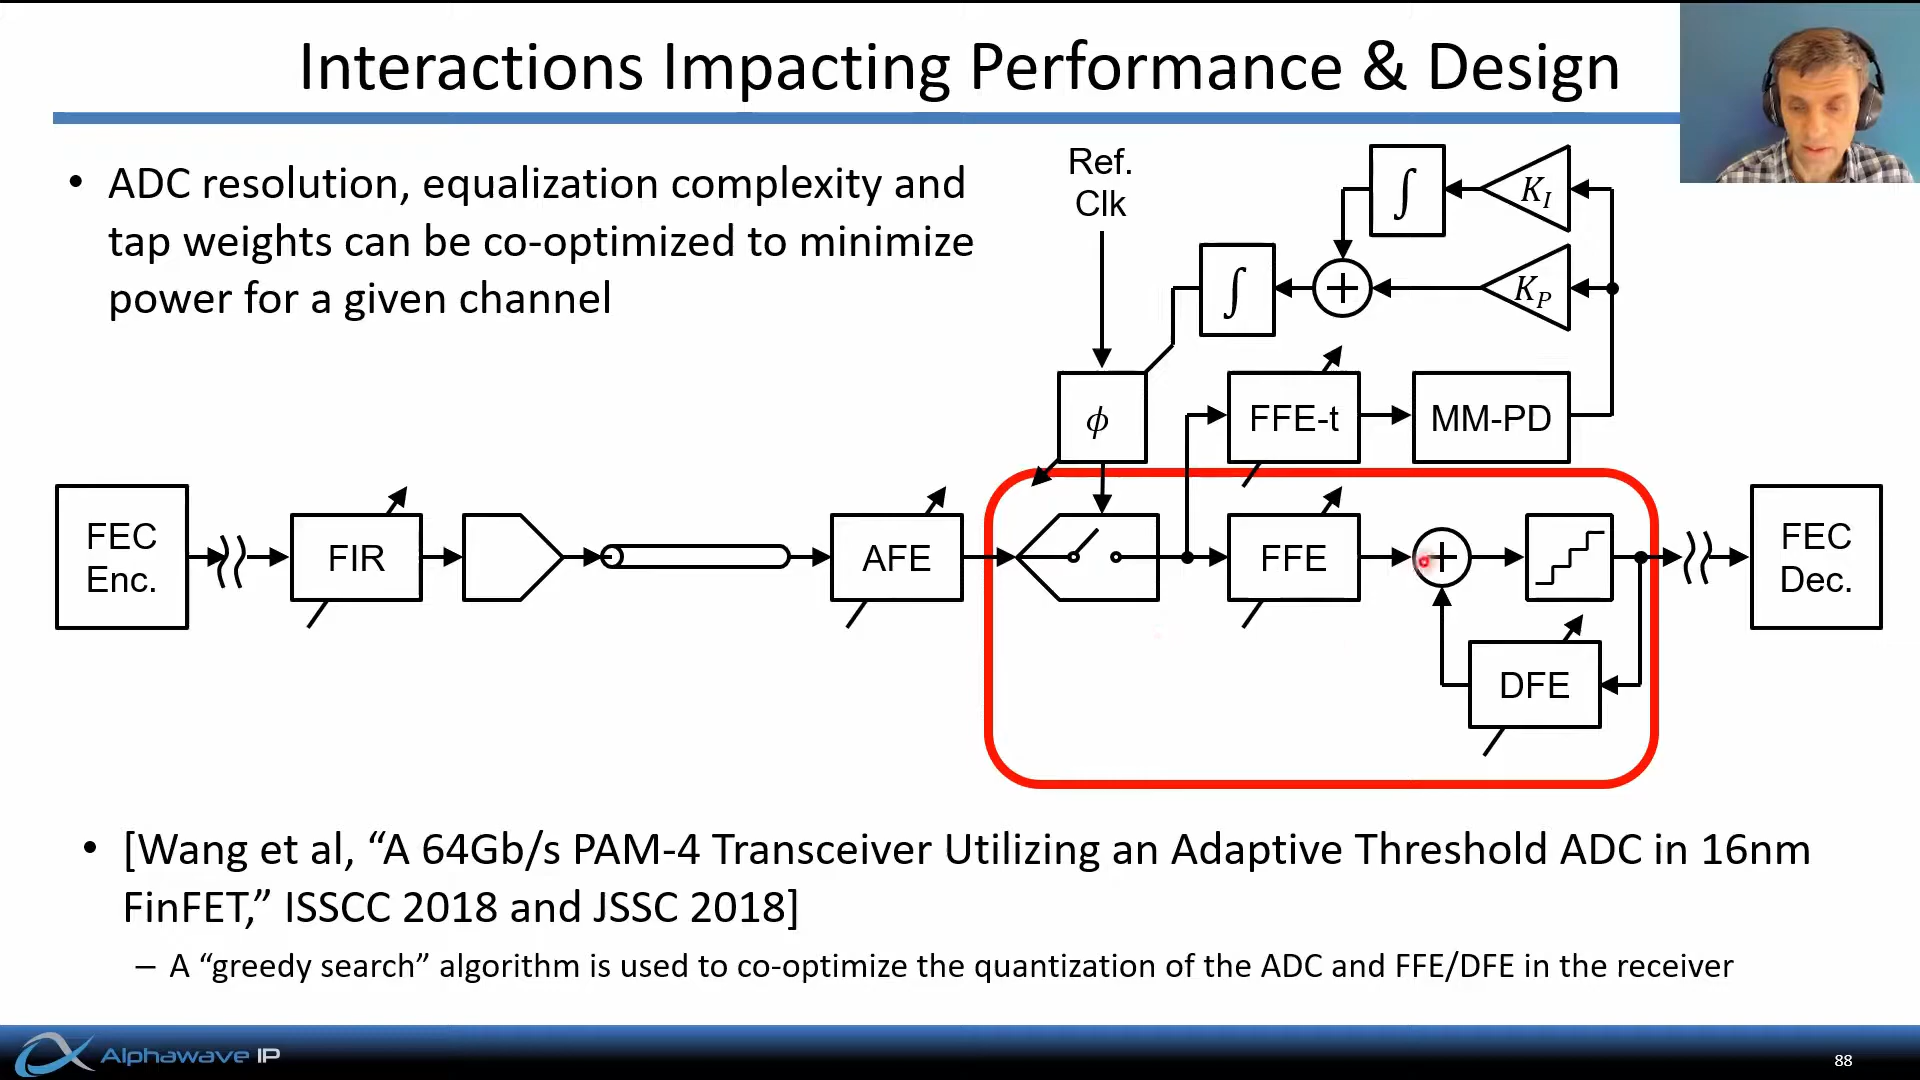 Interactions Impacting Performance & Design
• ADC resolution, equalization complexity and
tap weights can be co-optimized to minimize
power for a given channel
Ref.
Clk
∫
K_I
∫
+
K_P
ϕ
FFE-t
MM-PD
FEC
Enc.
FIR
AFE
FFE
+
FEC
Dec.
DFE
• [Wang et al, “A 64Gb/s PAM-4 Transceiver Utilizing an Adaptive Threshold ADC in 16nm
FinFET,” ISSCC 2018 and JSSC 2018]
– A “greedy search” algorithm is used to co-optimize the quantization of the ADC and FFE/DFE in the receiver
Alphawave IP
88